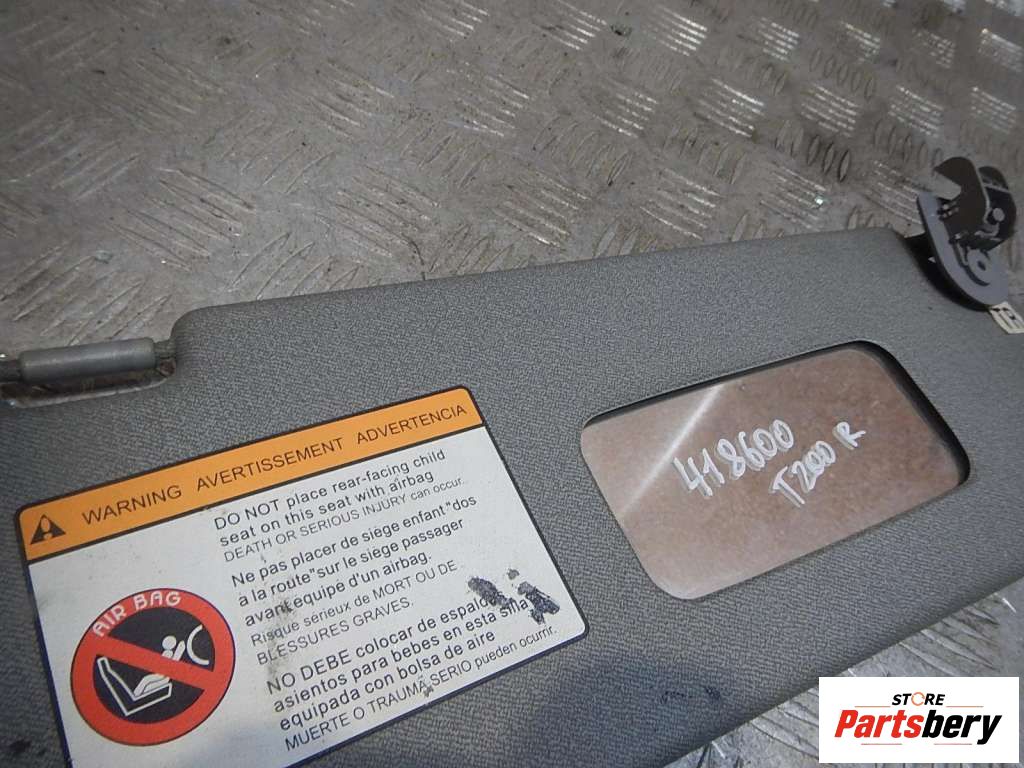 WARNING AVERTISSEMENT ADVERTENCIA
DO NOT place rear-facing child
seat on this seat with airbag
DEATH OR SERIOUS INJURY can occur.
Ne pas placer de siége enfant "dos
à la route" sur le siege passager
avant équipé d'un airbag.
Risque sérieux de MORT OU DE
BLESSURES GRAVES.
NO DEBE colocar de espaldas
asientos para bebes en esta silla
equipada con bolsa de aire
MUERTE O TRAUMA SERIO pueden ocurrir.
AIR BAG
418600
T200 R
STORE
Partsbery